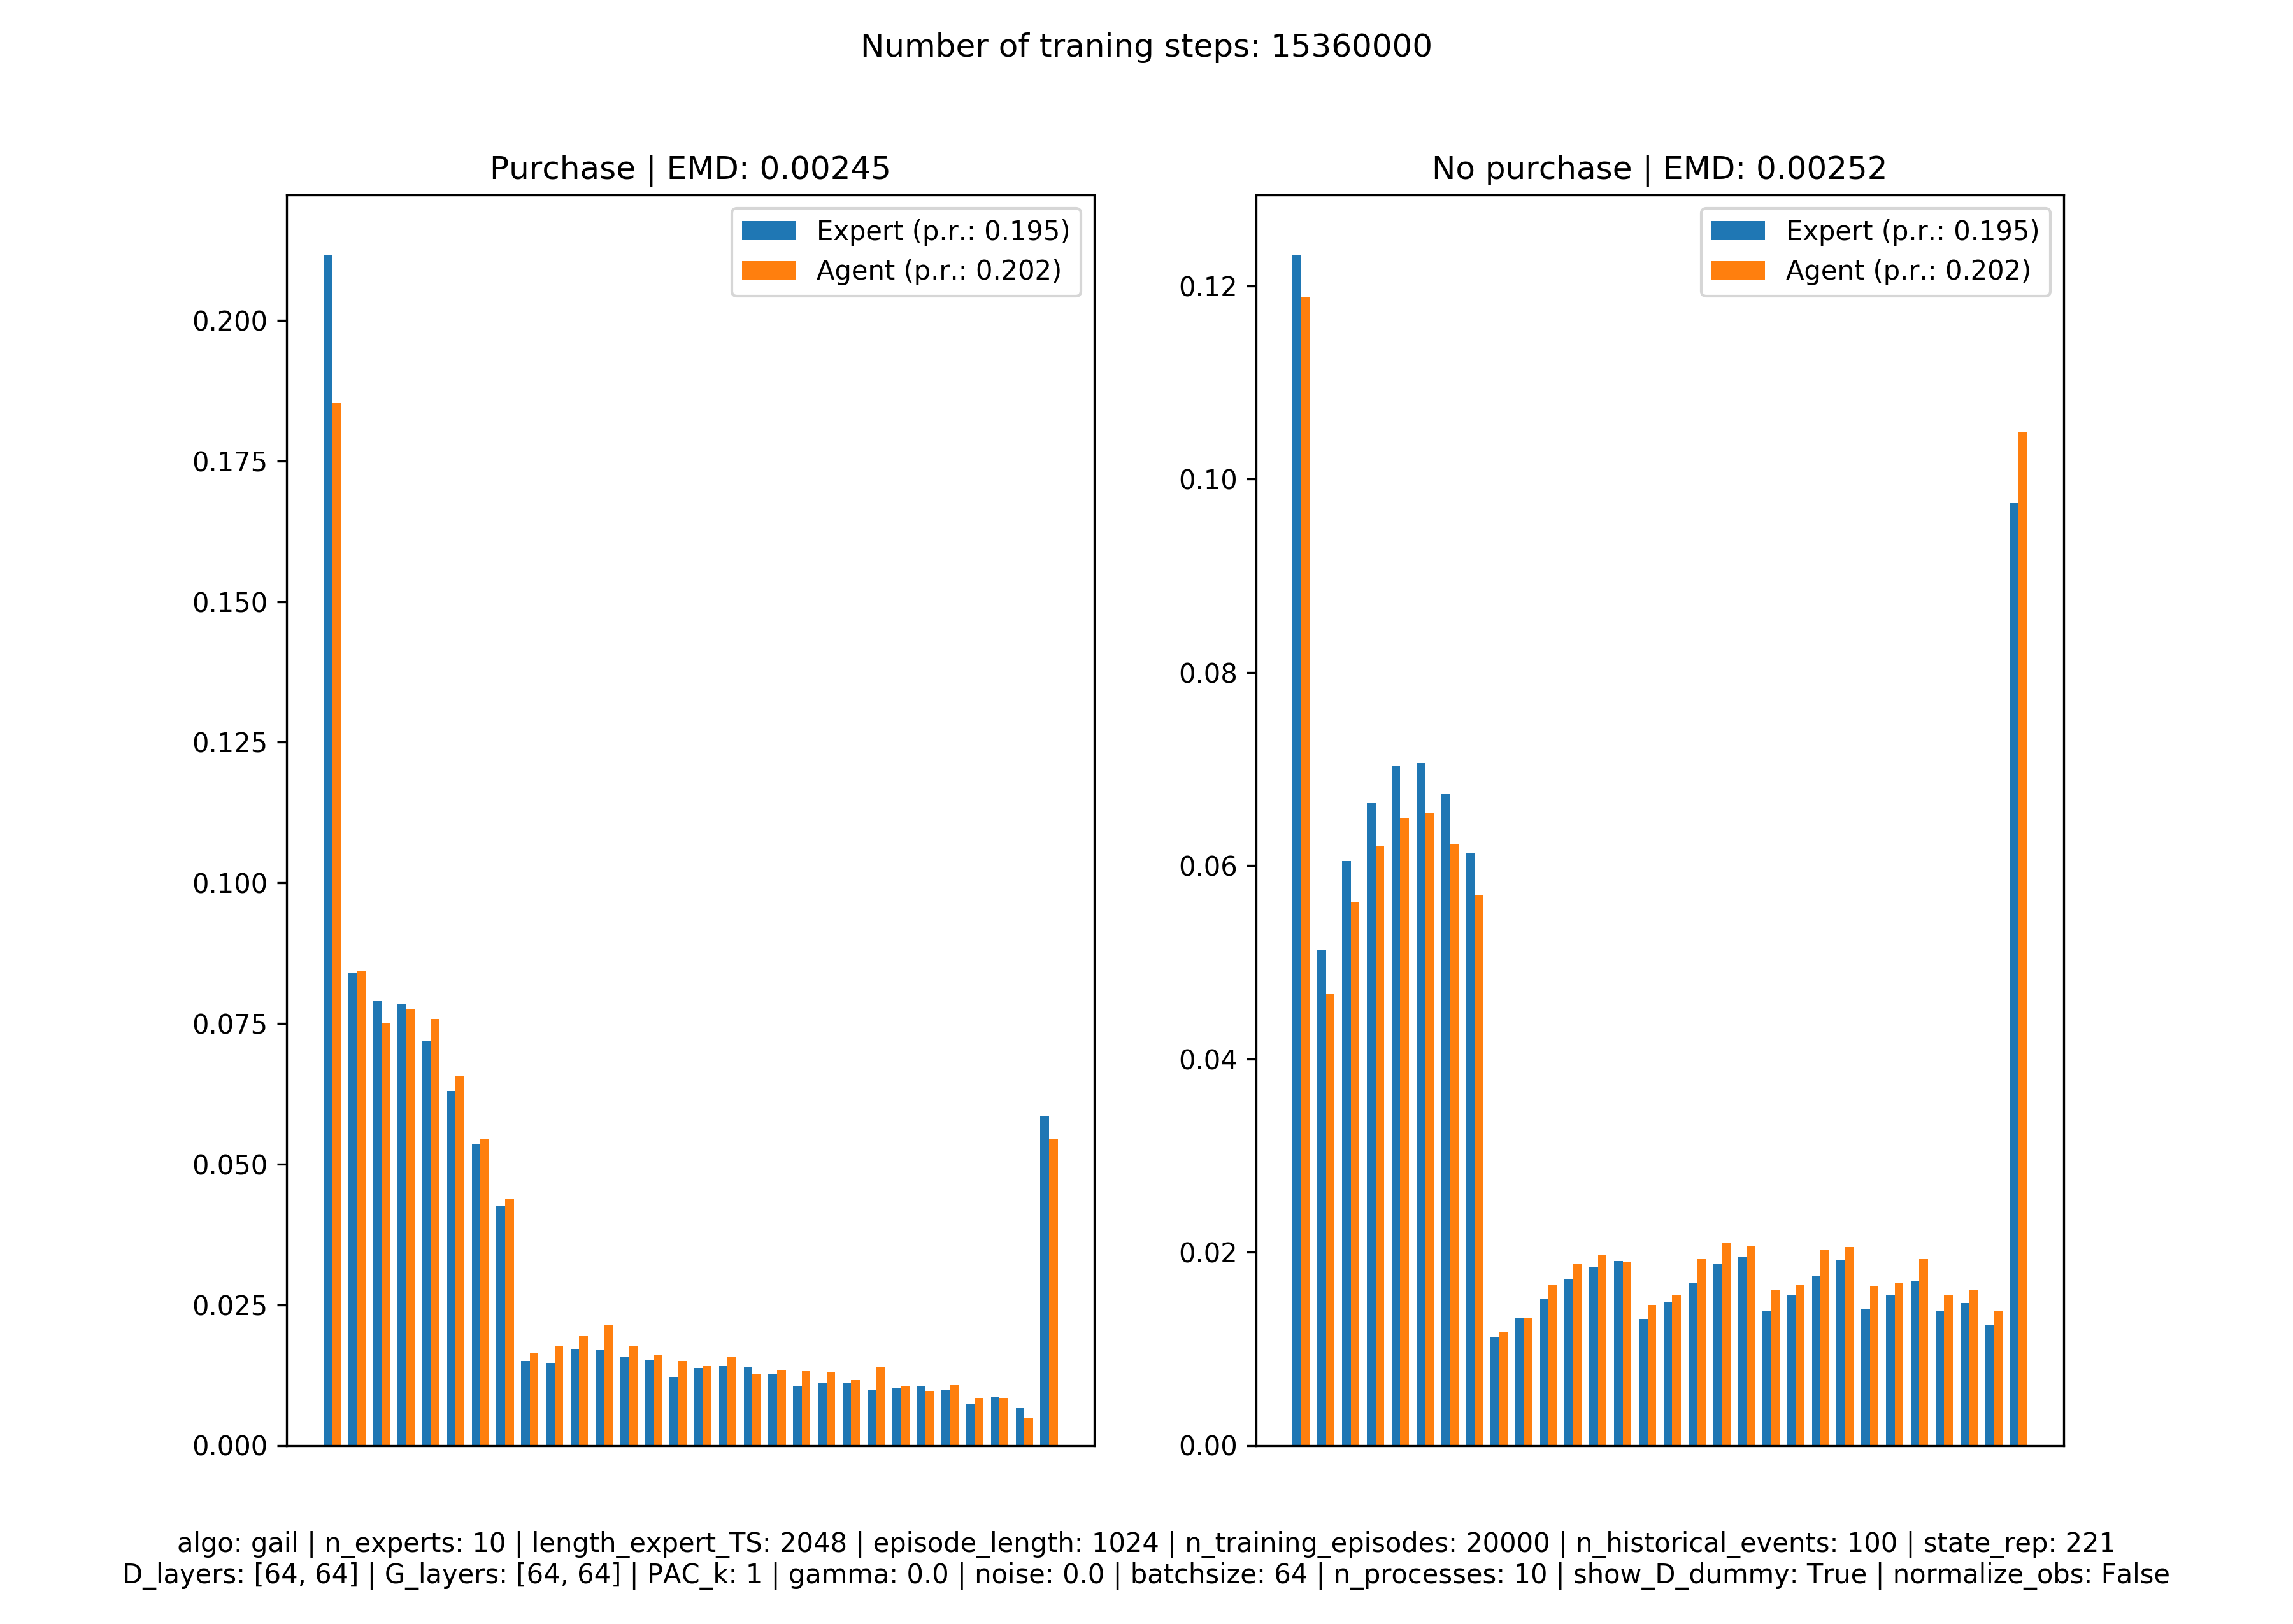 Number of traning steps: 15360000
Purchase | EMD: 0.00245
Expert (p.r.: 0.195)
Agent (p.r.: 0.202)
0.200
0.175
0.150
0.125
0.100
0.075
0.050
0.025
0.000
No purchase | EMD: 0.00252
Expert (p.r.: 0.195)
Agent (p.r.: 0.202)
0.12
0.10
0.08
0.06
0.04
0.02
0.00
algo: gail | n_experts: 10 | length_expert_TS: 2048 | episode_length: 1024 | n_training_episodes: 20000 | n_historical_events: 100 | state_rep: 221
D_layers: [64, 64] | G_layers: [64, 64] | PAC_k: 1 | gamma: 0.0 | noise: 0.0 | batchsize: 64 | n_processes: 10 | show_D_dummy: True | normalize_obs: False